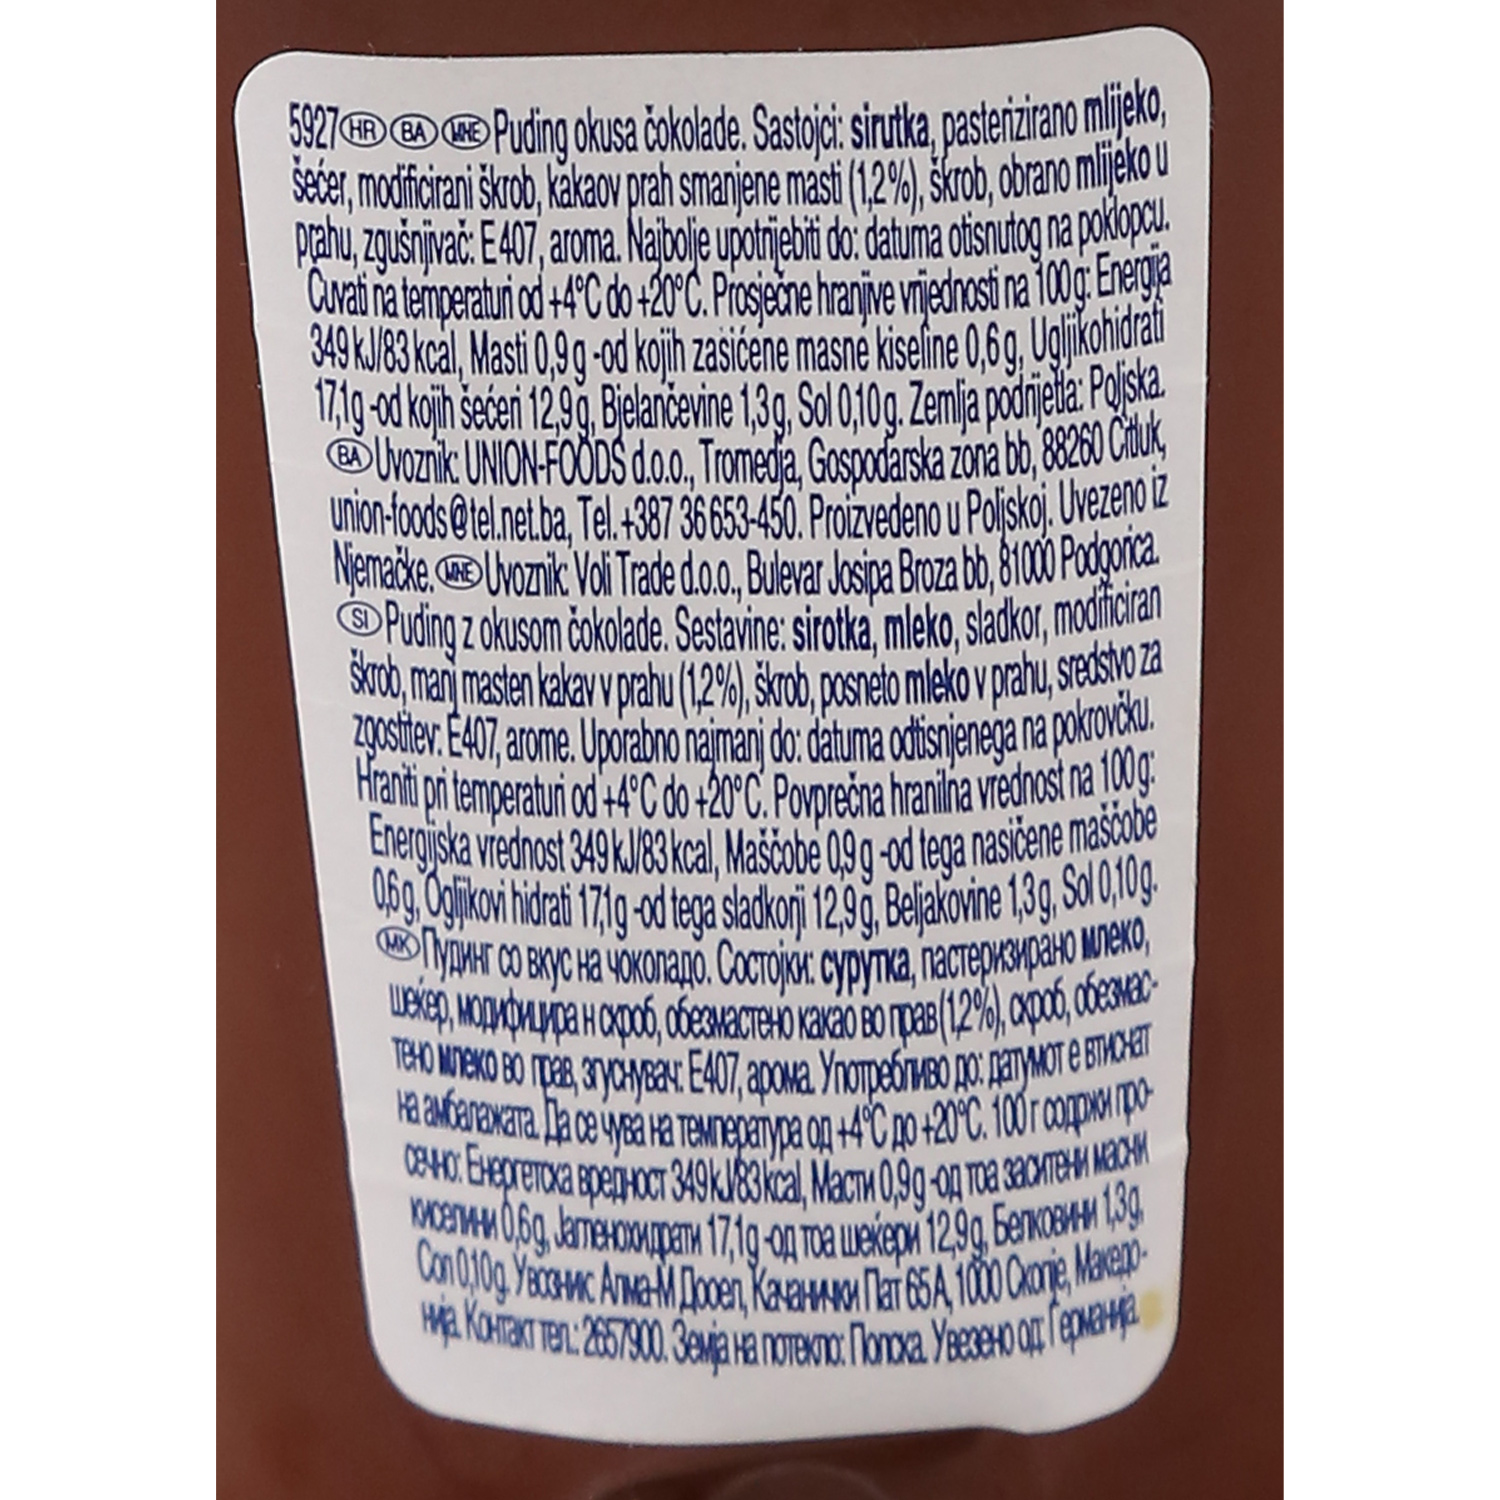 5927 HR BA MNE Puding okusa čokolade. Sastojci: sirutka, pasterizirano mlijeko,
šećer, modificirani škrob, kakaov prah smanjene masti (1,2%), škrob, obrano mlijeko u
prahu, zgušnjivač: E 407, aroma. Najbolje upotrijebiti do: datuma otisnutog na poklopcu.
Čuvati na temperaturi od +4°C do +20°C. Prosječne hranjive vrijednosti na 100 g: Energija
349 kJ/83 kcal, Masti 0,9 g -od kojih zasićene masne kiseline 0,6 g, Ugljikohidrati
17,1g -od kojih šećeri 12,9g, Bjelančevine 1,3g, Sol 0,10g. Zemlja podrijetla: Poljska.
BA Uvoznik: UNION-FOODS d.o.o., Tromeđa, Gospodarska zona bb, 88260 Čitluk,
union-foods@tel.net.ba, Tel. +387 36 653-450. Proizvedeno u Poljskoj. Uvezeno iz
Njemačke. MNE Uvoznik: Voli Trade d.o.o., Bulevar Josipa Broza bb, 81000 Podgorica.
SI Puding z okusom čokolade. Sestavine: sirotka, mleko, sladkor, modificiran
škrob, manj masten kakav v prahu (1,2%), škrob, posneto mleko v prahu, sredstvo za
zgostitev: E407, arome. Uporabno najmanj do: datuma odtisnjenega na pokrovčku.
Hraniti pri temperaturi od +4°C do +20°C. Povprečna hranilna vrednost na 100 g:
Energijska vrednost 349 kJ/83 kcal, Maščobe 0,9 g -od tega nasičene maščobe
0,6 g, Ogljikovi hidrati 17,1g -od tega sladkorji 12,9 g, Beljakovine 1,3 g, Sol 0,10 g.
MK Пудинг со вкус на чоколадо. Состојки: сурутка, пастеризирано млеко,
шеќер, модифицира н скроб, обезмастено какао во прав (1,2%), скроб, обезмас-
тено млеко во прав, згуснувач: E407, арома. Употребливо до: датумот е втиснат
на амбалажата. Да се чува на температура од +4°C до +20°C. 100 г содржи про-
сечно: Енергетска вредност 349 kJ/83 kcal, Масти 0,9 g -од тоа заситени масни
киселини 0,6g, Јагленохидрати 17,1g -од тоа шеќери 12,9g, Белковини 1,3g,
Сол 0,10g. Увозник: Алма-М Дооел, Качанички Пат 65 А, 1000 Скопје, Македо-
нија. Контакт тел.: 2657900. Земја на потекло: Полска. Увезено од: Германија.